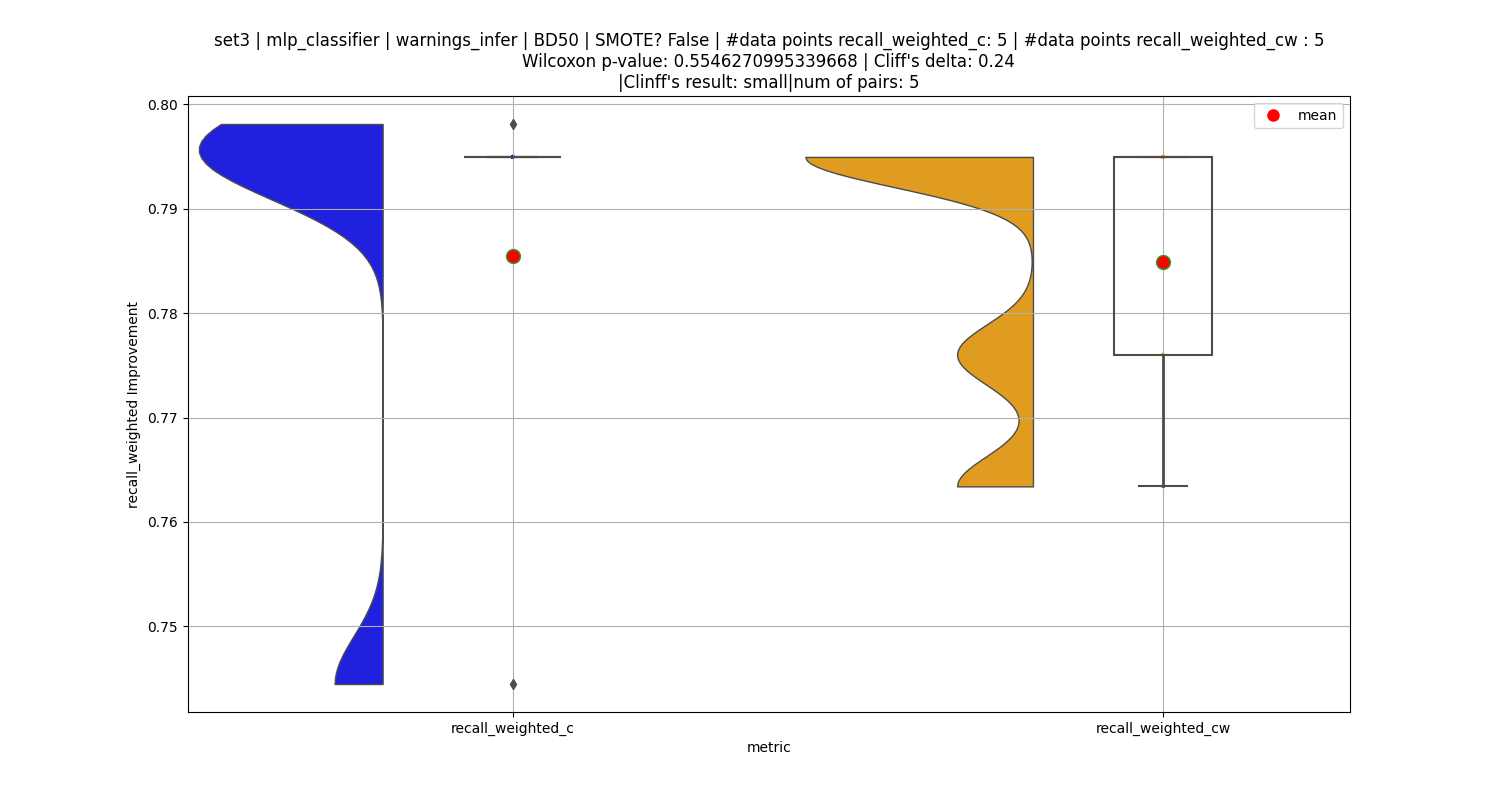 set3 | mlp_classifier | warnings_infer | BD50 | SMOTE? False | #data points recall_weighted_c: 5 | #data points recall_weighted_cw : 5
Wilcoxon p-value: 0.5546270995339668 | Cliff's delta: 0.24
|Clinff's result: small|num of pairs: 5
mean
0.80
0.79
0.78
0.77
0.76
0.75
recall_weighted Improvement
recall_weighted_c
recall_weighted_cw
metric